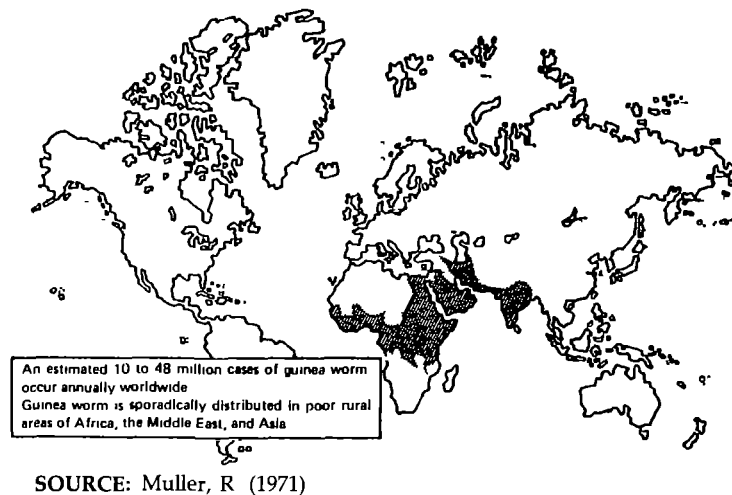 An estimated 10 to 48 million cases of guinea worm
occur annually worldwide
Guinea worm is sporadically distributed in poor rural
areas of Africa, the Middle East, and Asia
SOURCE: Muller, R (1971)